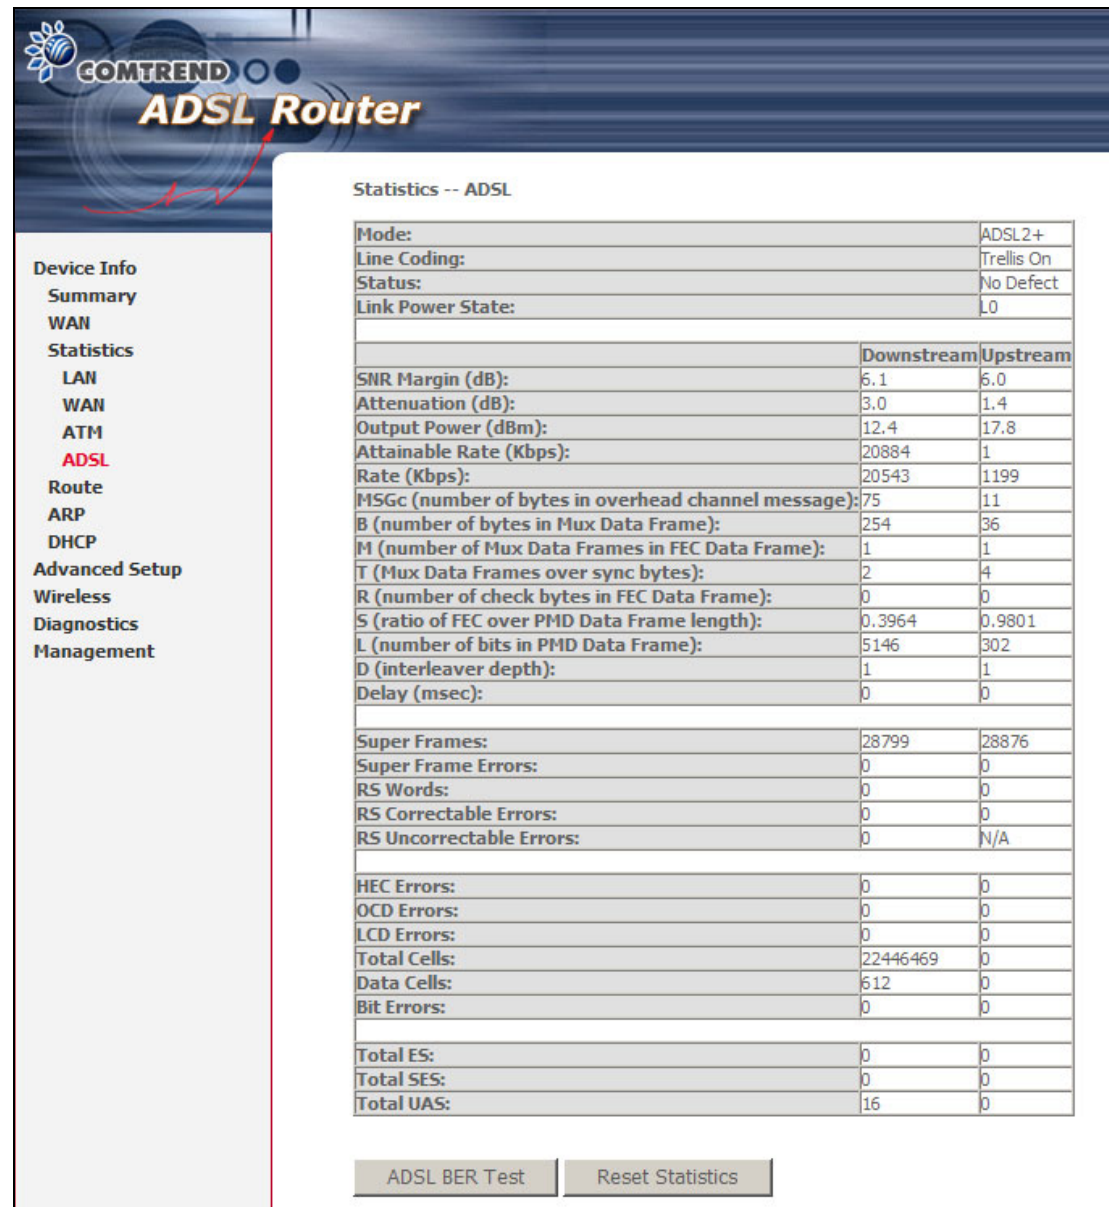 COMTREND
ADSL Router
Device Info
Summary
WAN
Statistics
LAN
WAN
ATM
ADSL
Route
ARP
DHCP
Advanced Setup
Wireless
Diagnostics
Management
Statistics -- ADSL
Mode: ADSL2+
Line Coding: Trellis On
Status: No Defect
Link Power State: L0
Downstream Upstream
SNR Margin (dB): 6.1 6.0
Attenuation (dB): 3.0 1.4
Output Power (dBm): 12.4 17.8
Attainable Rate (Kbps): 20884 1
Rate (Kbps): 20543 1199
MSGc (number of bytes in overhead channel message): 75 11
B (number of bytes in Mux Data Frame): 254 36
M (number of Mux Data Frames in FEC Data Frame): 1 1
T (Mux Data Frames over sync bytes): 2 4
R (number of check bytes in FEC Data Frame): 0 0
S (ratio of FEC over PMD Data Frame length): 0.3964 0.9801
L (number of bits in PMD Data Frame): 5146 302
D (interleaver depth): 1 1
Delay (msec): 0 0
Super Frames: 28799 28876
Super Frame Errors: 0 0
RS Words: 0 0
RS Correctable Errors: 0 0
RS Uncorrectable Errors: 0 N/A
HEC Errors: 0 0
OCD Errors: 0 0
LCD Errors: 0 0
Total Cells: 22446469 0
Data Cells: 612 0
Bit Errors: 0 0
Total ES: 0 0
Total SES: 0 0
Total UAS: 16 0
ADSL BER Test Reset Statistics